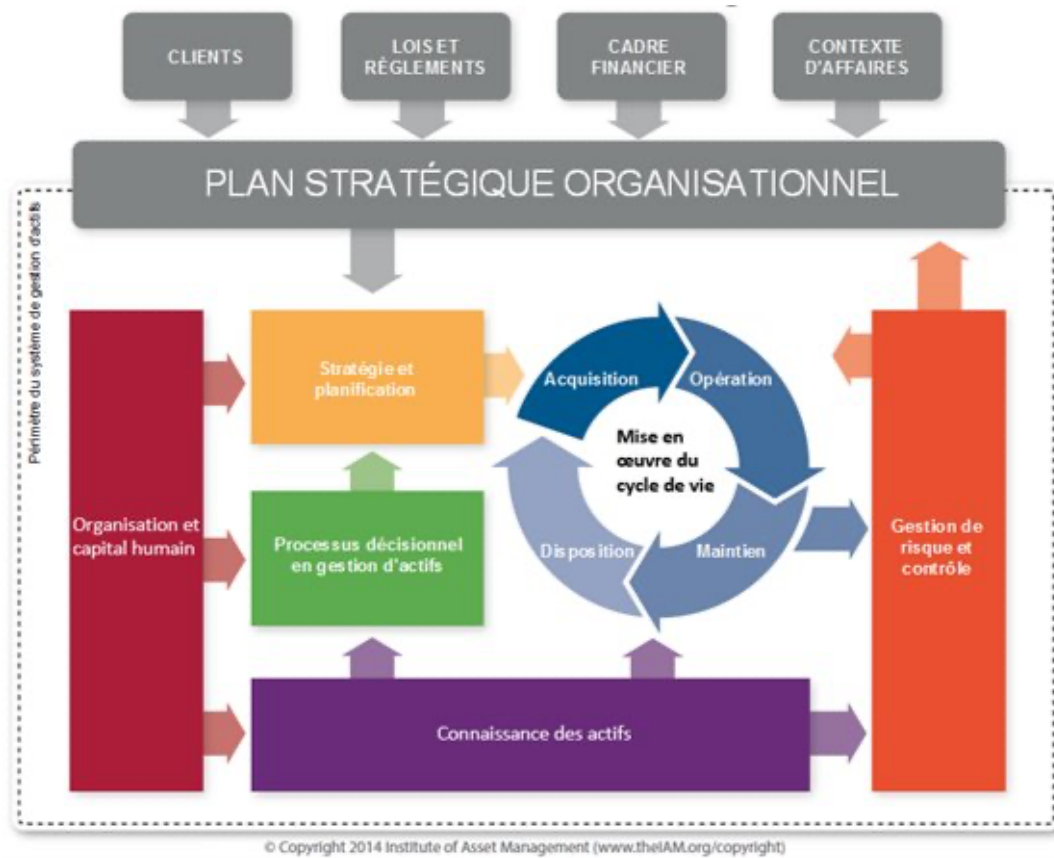 CLIENTS
LOIS ET
RÈGLEMENTS
CADRE
FINANCIER
CONTEXTE
D'AFFAIRES
PLAN STRATÉGIQUE ORGANISATIONNEL
Périmètre du système de gestion d'actifs
Stratégie et
planification
Acquisition
Opération
Mise en
œuvre du
cycle de vie
Organisation et
capital humain
Processus décisionnel
en gestion d'actifs
Disposition
Maintien
Gestion de
risque et
contrôle
Connaissance des actifs
© Copyright 2014 Institute of Asset Management (www.theIAM.org/copyright)